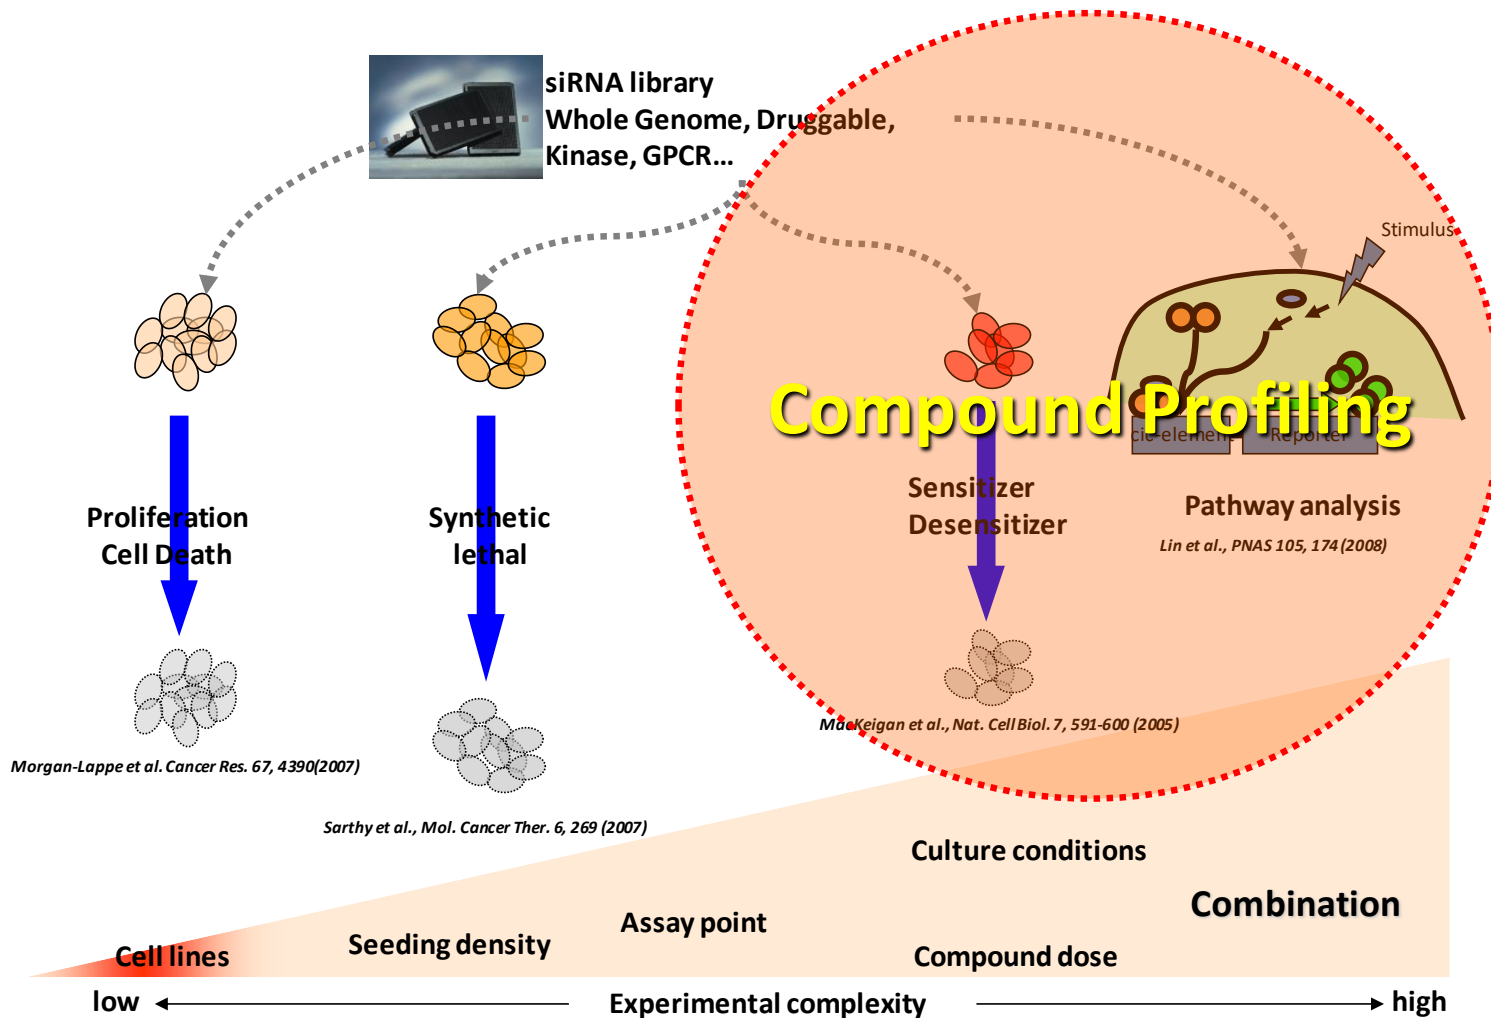 siRNA library
Whole Genome, Druggable,
Kinase, GPCR...
Stimulus
Compound Profiling
cis-element
Reporter
Proliferation
Cell Death
Synthetic
lethal
Sensitizer
Desensitizer
Pathway analysis
Lin et al., PNAS 105, 174 (2008)
MacKeigan et al., Nat. Cell Biol. 7, 591-600 (2005)
Morgan-Lappe et al. Cancer Res. 67, 4390(2007)
Sarthy et al., Mol. Cancer Ther. 6, 269 (2007)
Culture conditions
Combination
Assay point
Seeding density
Cell lines
Compound dose
low
Experimental complexity
high